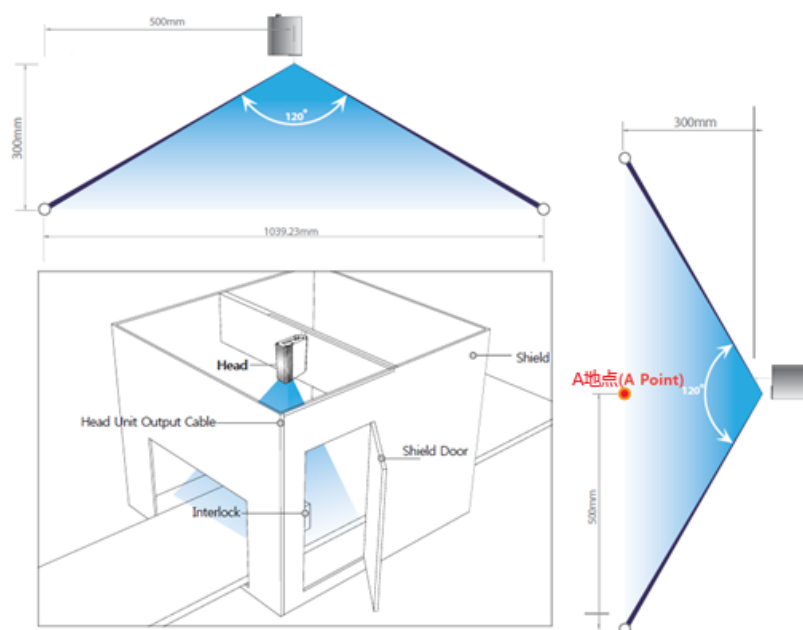 500mm
120°
300mm
1039.23mm
300mm
A地点(A Point)
120°
500mm
Head
Shield
Head Unit Output Cable
Shield Door
Interlock